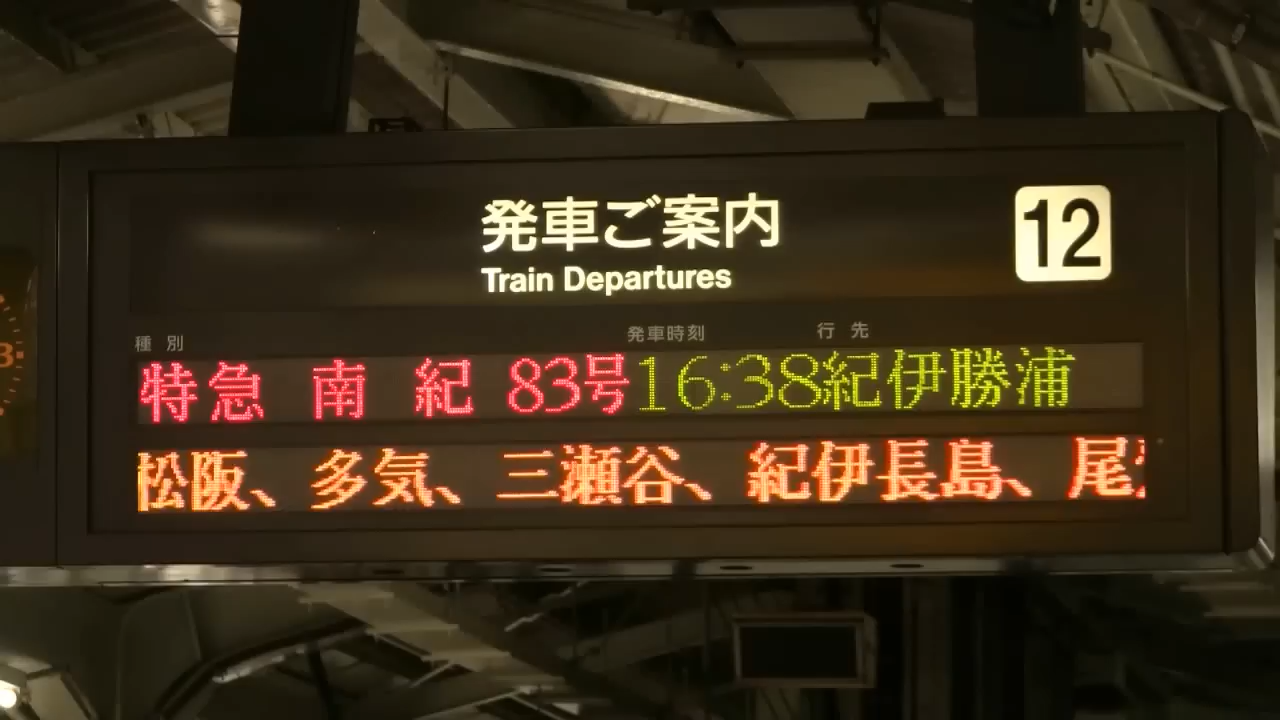 発車ご案内
Train Departures
12
種別 発車時刻 行先
特急 南 紀 83号 16:38 紀伊勝浦
松阪、多気、三瀬谷、紀伊長島、尾